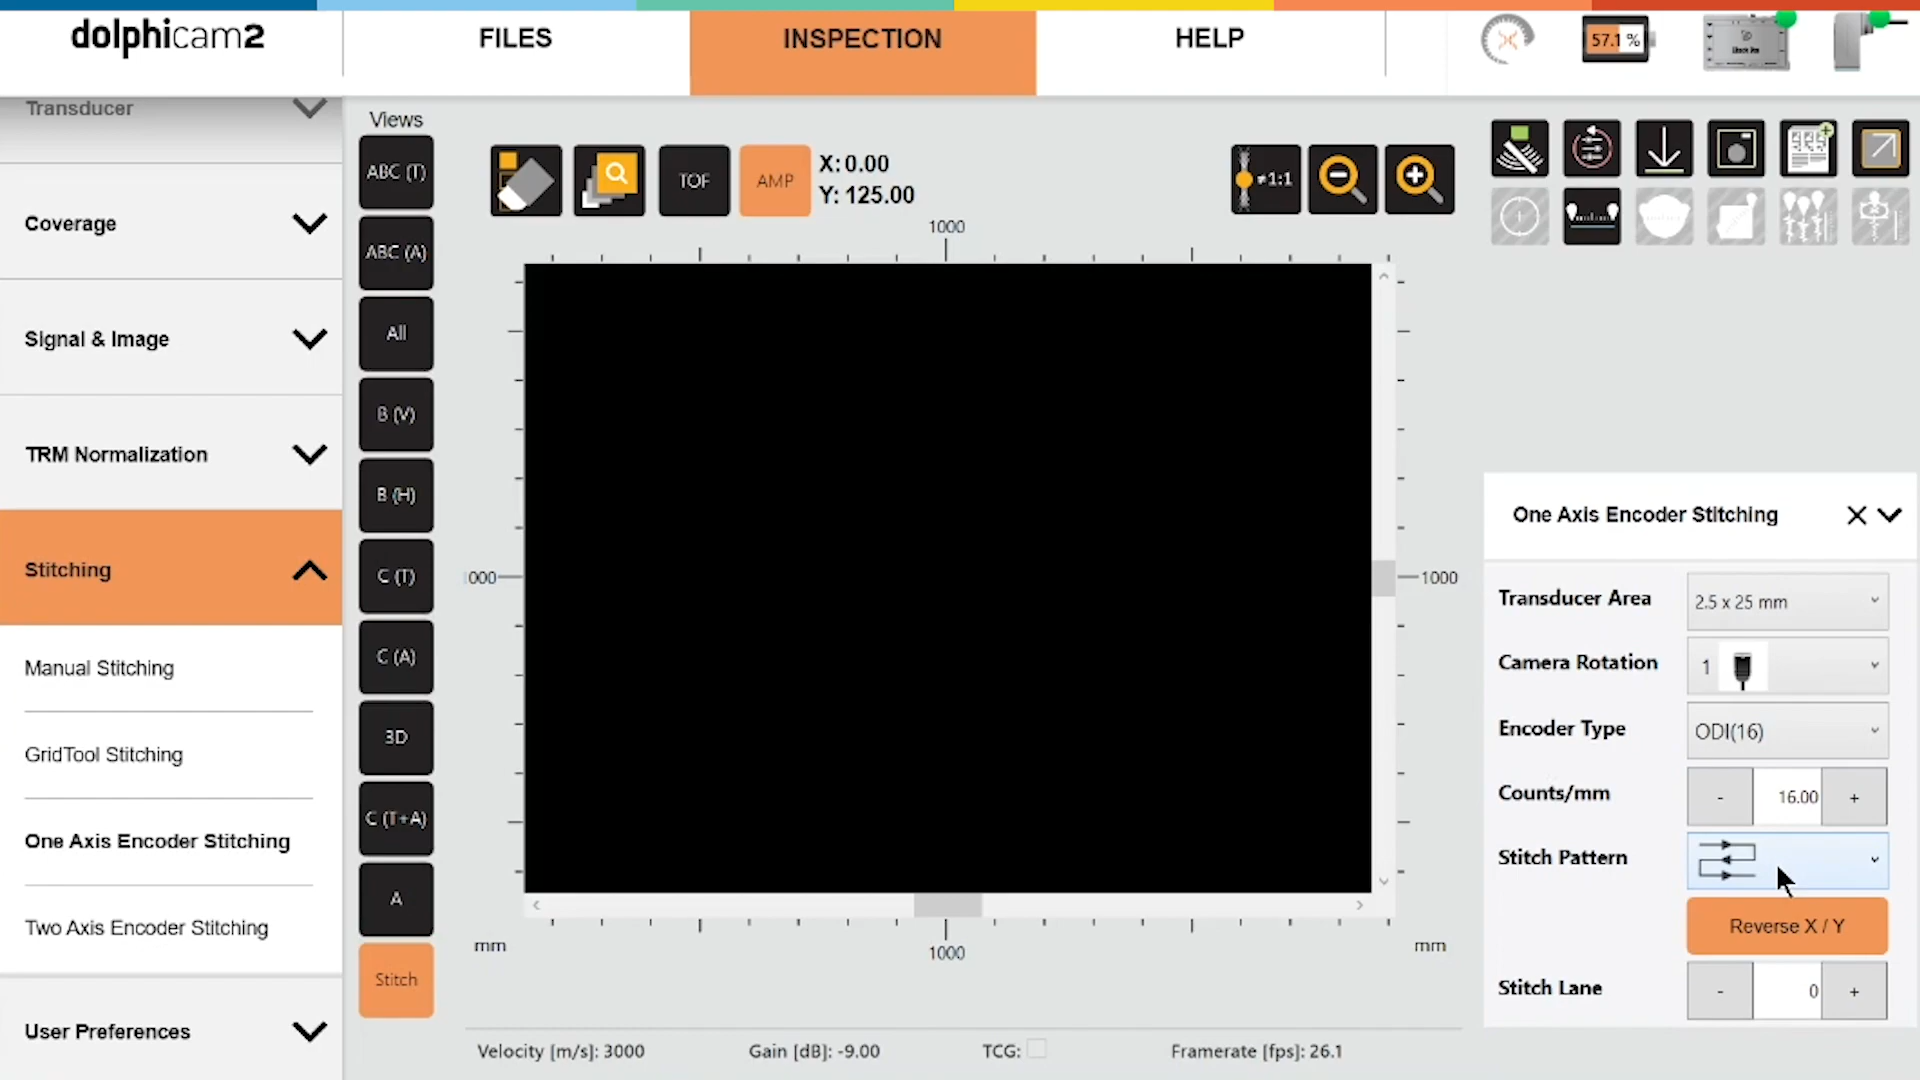 dolphicam2
FILES
INSPECTION
HELP
57.1 %
Transducer
Coverage
Signal & Image
TRM Normalization
Stitching
Manual Stitching
GridTool Stitching
One Axis Encoder Stitching
Two Axis Encoder Stitching
User Preferences
Views
ABC (T)
ABC (A)
All
B (V)
B (H)
C (T)
C (A)
3D
C (T+A)
A
Stitch
TOF
AMP
X: 0.00
Y: 125.00
≠1:1
1000
000
1000
mm
1000
mm
Velocity [m/s]: 3000
Gain [dB]: -9.00
TCG:
Framerate [fps]: 26.1
One Axis Encoder Stitching
Transducer Area
2.5 x 25 mm
Camera Rotation
1
Encoder Type
ODI(16)
Counts/mm
- 16.00 +
Stitch Pattern
Reverse X / Y
Stitch Lane
- 0 +